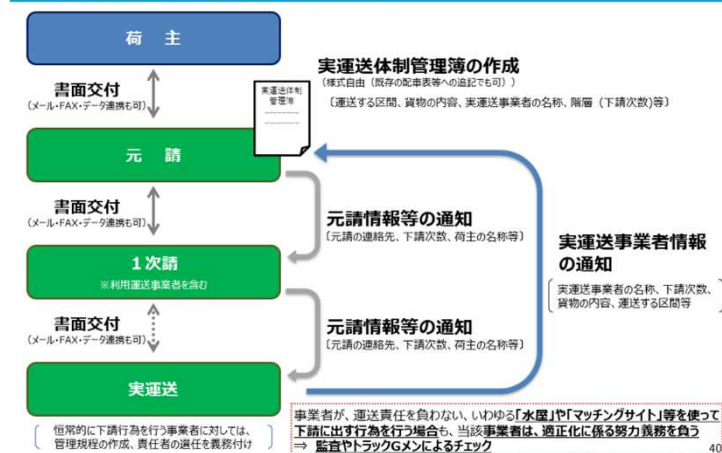 荷　主
書面交付
(メール・FAX・データ連携も可)
実運送体制
管理簿
実運送体制管理簿の作成
(様式自由（既存の配車表等への追記でも可）)
〔運送する区間、貨物の内容、実運送事業者の名称、階層（下請次数)等〕
元　請
書面交付
(メール・FAX・データ連携も可)
元請情報等の通知
〔元請の連絡先、下請次数、荷主の名称等〕
実運送事業者情報
の通知
実運送事業者の名称、下請次数、
貨物の内容、運送する区間等
１次請
※利用運送事業者を含む
書面交付
(メール・FAX・データ連携も可)
元請情報等の通知
〔元請の連絡先、下請次数、荷主の名称等〕
実運送
恒常的に下請行為を行う事業者に対しては、
管理規程の作成、責任者の選任を義務付け
事業者が、運送責任を負わない、いわゆる「水屋」や「マッチングサイト」等を使って
下請に出す行為を行う場合も、当該事業者は、適正化に係る努力義務を負う
⇒ 監査やトラックGメンによるチェック
40